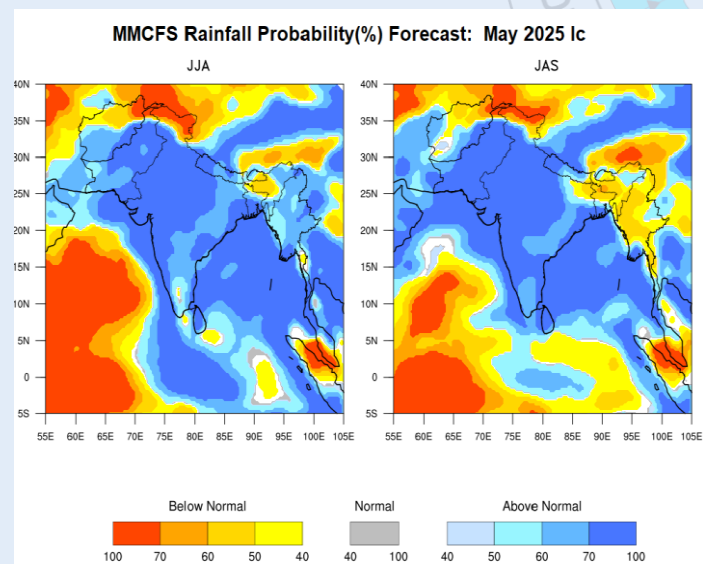 MMCFS Rainfall Probability(%) Forecast: May 2025 Ic
JJA
JAS
40N
35N
30N
25N
20N
15N
10N
5N
0
5S
55E 60E 65E 70E 75E 80E 85E 90E 95E 100E 105E
40N
35N
30N
25N
20N
15N
10N
5N
0
5S
55E 60E 65E 70E 75E 80E 85E 90E 95E 100E 105E
Below Normal
Normal
Above Normal
100 70 60 50 40
40 100
40 50 60 70 100